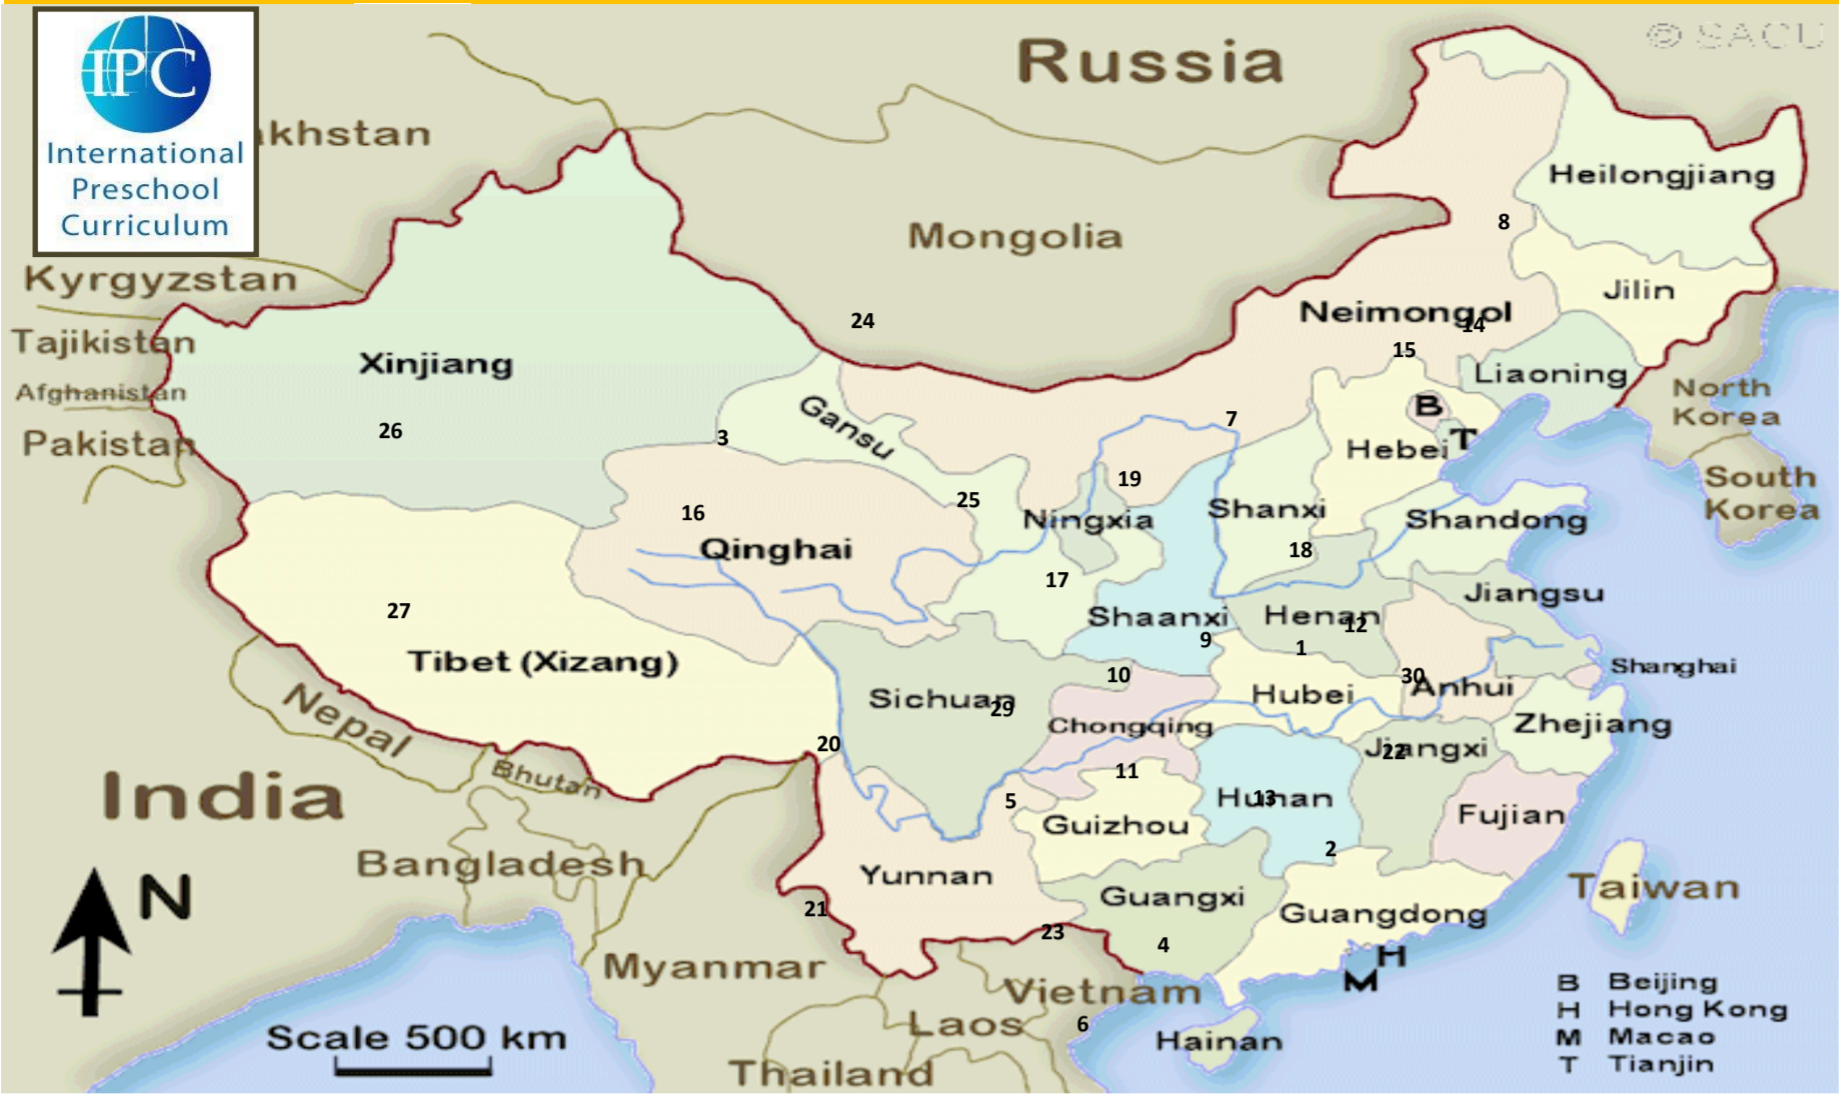 © SACU
Russia
IPC
International
Preschool
Curriculum
akhstan
Heilongjiang
8
Mongolia
Kyrgyzstan
Jilin
Neimongol
14
24
Tajikistan
15
Xinjiang
Liaoning
North
Korea
Afghanistan
B
Gansu
7
26
3
Pakistan
T
Hebei
19
South
Korea
25
16
Ningxia
Shanxi
Shandong
Qinghai
18
17
Jiangsu
27
Shaanxi
Henan
12
9
1
Tibet (Xizang)
Shanghai
10
30
Anhui
Sichuan
29
Hubei
Nepal
Chongqing
Zhejiang
20
Jiangxi
22
Bhutan
11
India
5
Hunan
13
Fujian
Guizhou
2
Bangladesh
Yunnan
Taiwan
N
Guangxi
21
Guangdong
23
4
H
Myanmar
M
Vietnam
B Beijing
H Hong Kong
M Macao
T Tianjin
Laos
6
Scale 500 km
Hainan
Thailand